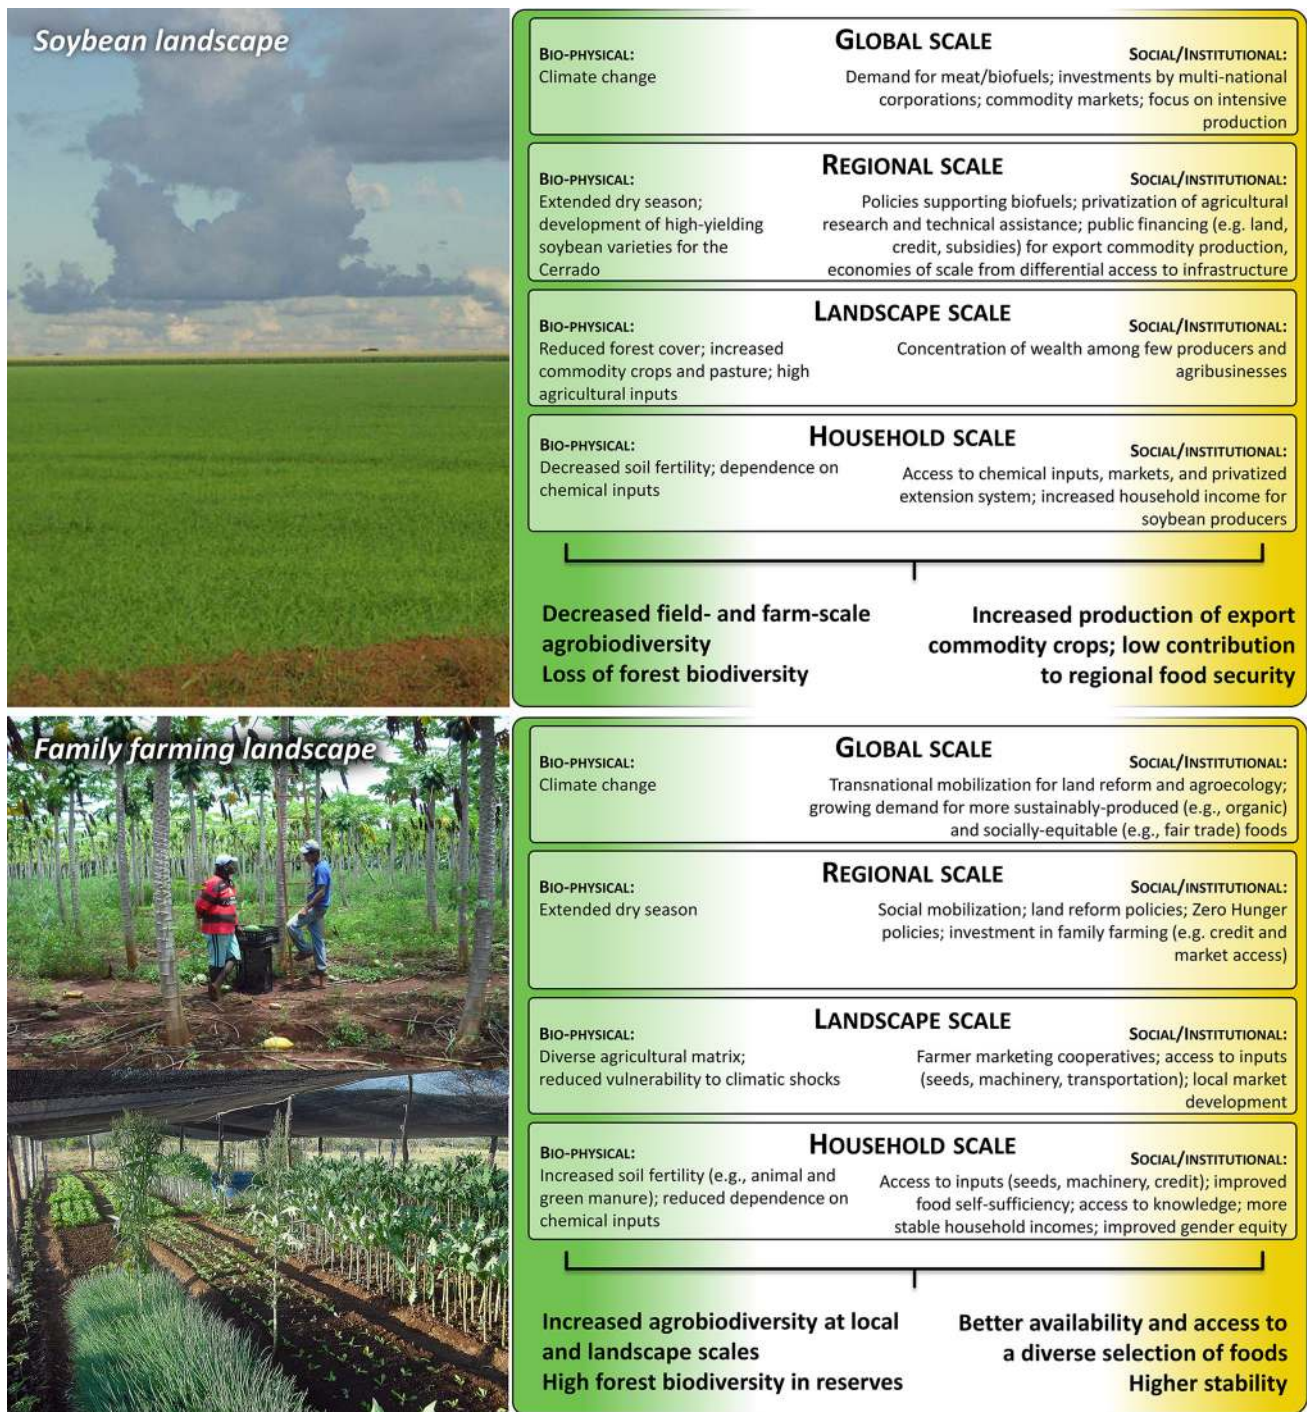 Soybean landscape
GLOBAL SCALE
BIO-PHYSICAL:
Climate change
SOCIAL/INSTITUTIONAL:
Demand for meat/biofuels; investments by multi-national
corporations; commodity markets; focus on intensive
production
REGIONAL SCALE
BIO-PHYSICAL:
Extended dry season;
development of high-yielding
soybean varieties for the
Cerrado
SOCIAL/INSTITUTIONAL:
Policies supporting biofuels; privatization of agricultural
research and technical assistance; public financing (e.g. land,
credit, subsidies) for export commodity production,
economies of scale from differential access to infrastructure
LANDSCAPE SCALE
BIO-PHYSICAL:
Reduced forest cover; increased
commodity crops and pasture; high
agricultural inputs
SOCIAL/INSTITUTIONAL:
Concentration of wealth among few producers and
agribusinesses
HOUSEHOLD SCALE
BIO-PHYSICAL:
Decreased soil fertility; dependence on
chemical inputs
SOCIAL/INSTITUTIONAL:
Access to chemical inputs, markets, and privatized
extension system; increased household income for
soybean producers
Decreased field- and farm-scale
agrobiodiversity
Loss of forest biodiversity
Increased production of export
commodity crops; low contribution
to regional food security
Family farming landscape
GLOBAL SCALE
BIO-PHYSICAL:
Climate change
SOCIAL/INSTITUTIONAL:
Transnational mobilization for land reform and agroecology;
growing demand for more sustainably-produced (e.g., organic)
and socially-equitable (e.g., fair trade) foods
REGIONAL SCALE
BIO-PHYSICAL:
Extended dry season
SOCIAL/INSTITUTIONAL:
Social mobilization; land reform policies; Zero Hunger
policies; investment in family farming (e.g. credit and
market access)
LANDSCAPE SCALE
BIO-PHYSICAL:
Diverse agricultural matrix;
reduced vulnerability to climatic shocks
SOCIAL/INSTITUTIONAL:
Farmer marketing cooperatives; access to inputs
(seeds, machinery, transportation); local market
development
HOUSEHOLD SCALE
BIO-PHYSICAL:
Increased soil fertility (e.g., animal and
green manure); reduced dependence on
chemical inputs
SOCIAL/INSTITUTIONAL:
Access to inputs (seeds, machinery, credit); improved
food self-sufficiency; access to knowledge; more
stable household incomes; improved gender equity
Increased agrobiodiversity at local
and landscape scales
High forest biodiversity in reserves
Better availability and access to
a diverse selection of foods
Higher stability